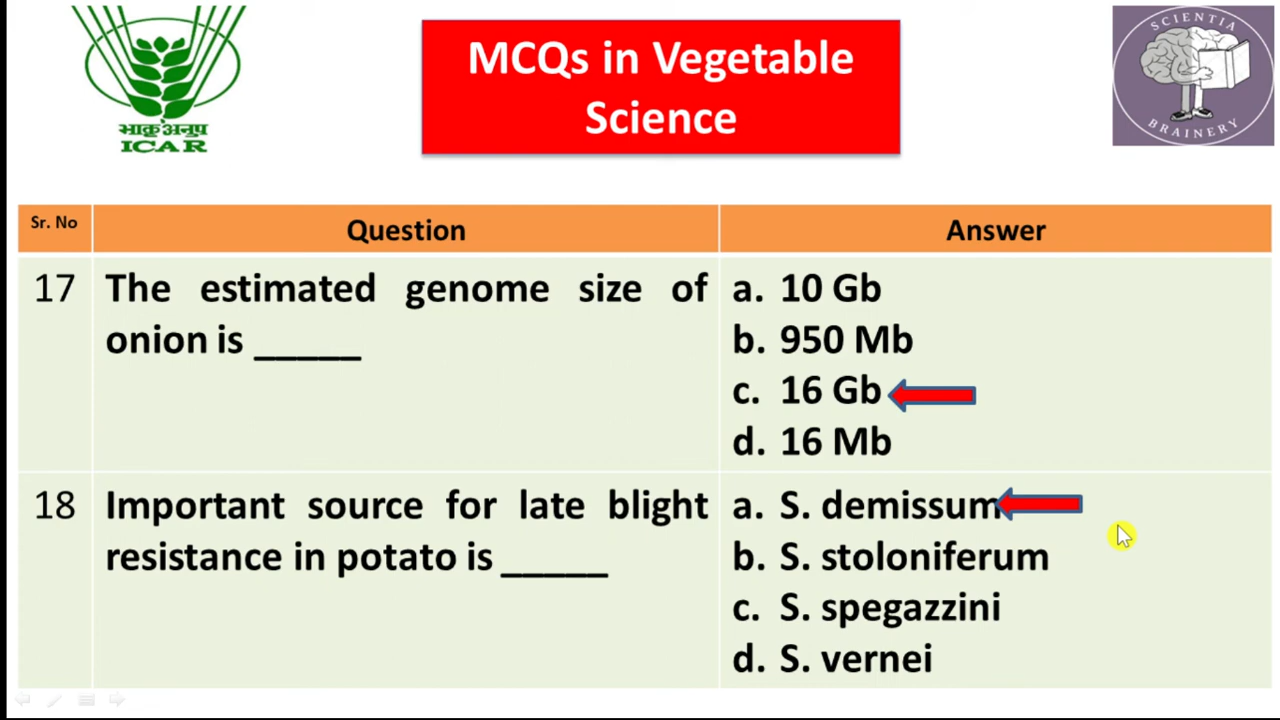 भाकृअनुप
ICAR
MCQs in Vegetable
Science
SCIENTIA
BRAINERY
Sr. No Question Answer
17 The estimated genome size of
onion is _____
a. 10 Gb
b. 950 Mb
c. 16 Gb
d. 16 Mb
18 Important source for late blight
resistance in potato is _____
a. S. demissum
b. S. stoloniferum
c. S. spegazzini
d. S. vernei